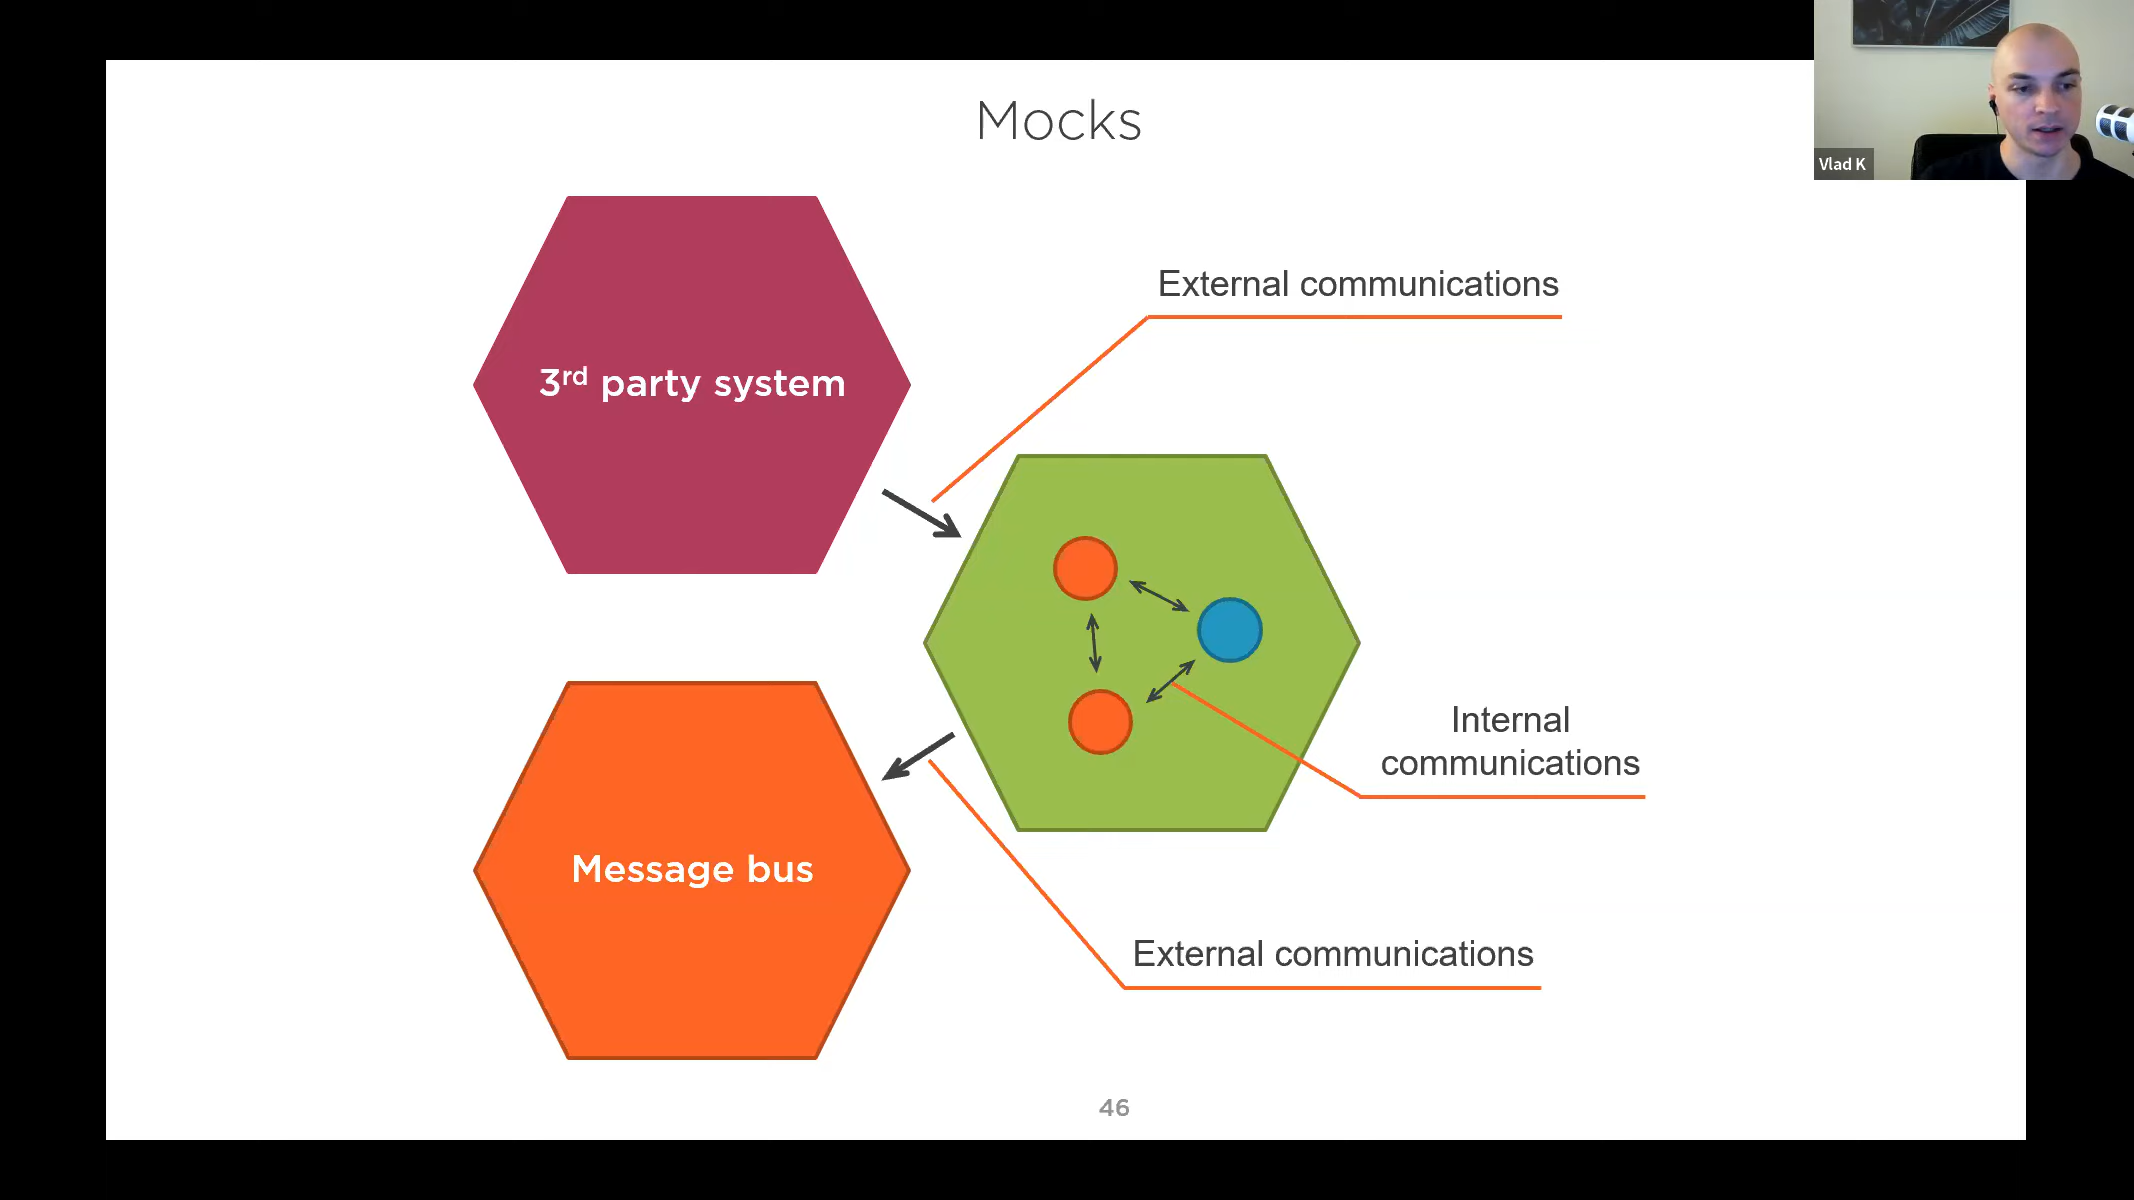 Mocks
Vlad K
External communications
3rd party system
Internal
communications
Message bus
External communications
46